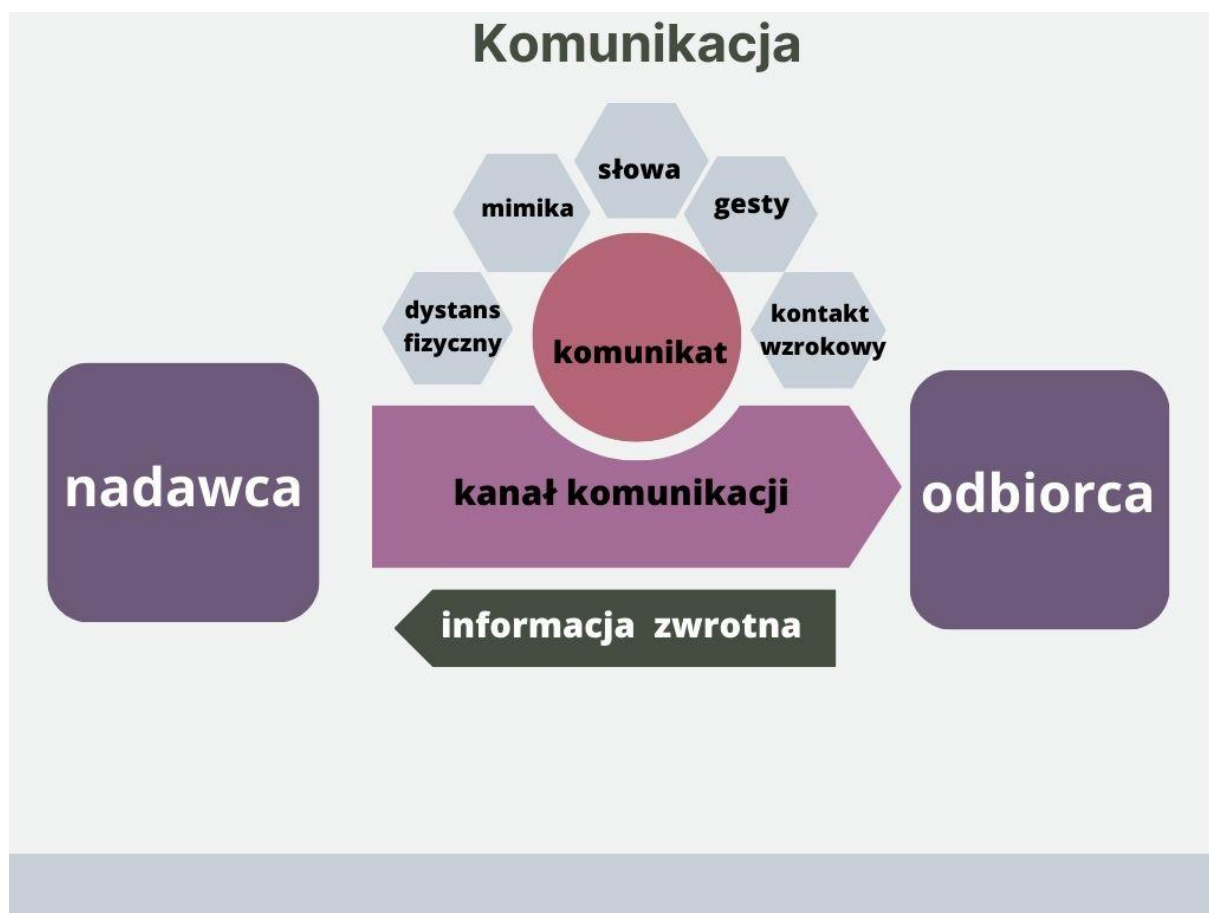 Komunikacja
słowa
mimika
gesty
dystans
fizyczny
kontakt
wzrokowy
komunikat
nadawca
kanał komunikacji
odbiorca
informacja zwrotna